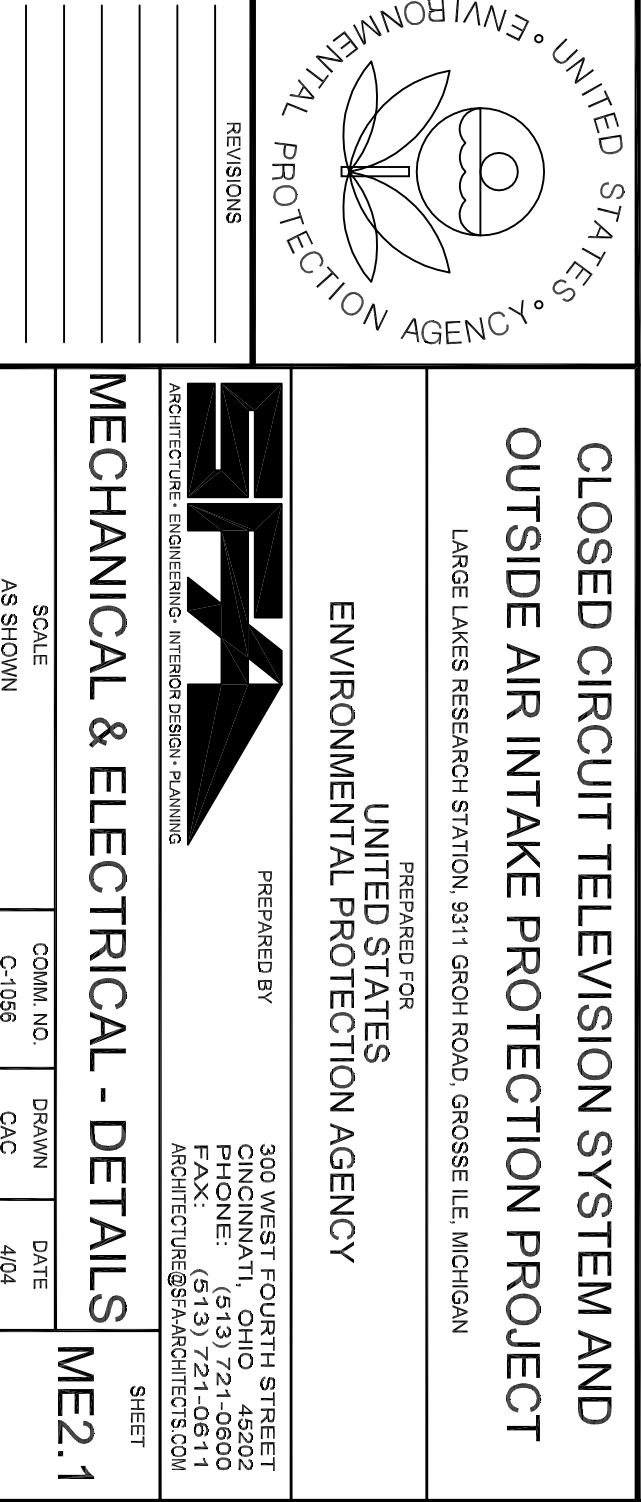 UNITED STATES
ENVIRONMENTAL PROTECTION AGENCY
CLOSED CIRCUIT TELEVISION SYSTEM AND
OUTSIDE AIR INTAKE PROTECTION PROJECT
LARGE LAKES RESEARCH STATION, 9311 GROH ROAD, GROSSE ILE, MICHIGAN
PREPARED FOR
UNITED STATES
ENVIRONMENTAL PROTECTION AGENCY
SFA
ARCHITECTURE• ENGINEERING• INTERIOR DESIGN• PLANNING
PREPARED BY
300 WEST FOURTH STREET
CINCINNATI, OHIO 45202
PHONE: (513) 721-0600
FAX: (513) 721-0611
ARCHITECTURE@SFA-ARCHITECTS.COM
REVISIONS
MECHANICAL & ELECTRICAL - DETAILS
SCALE
AS SHOWN
COMM. NO.
C-1056
DRAWN
CAC
DATE
4/04
SHEET
ME2.1